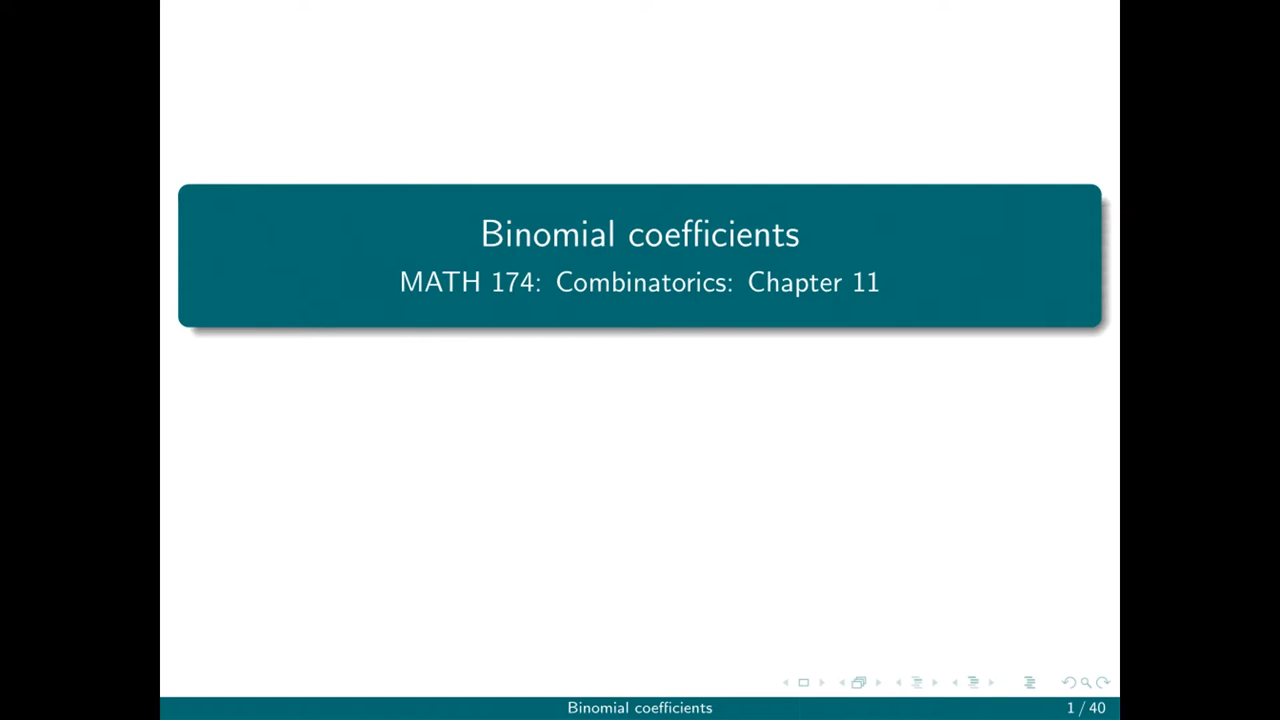 Binomial coefficients
MATH 174: Combinatorics: Chapter 11
Binomial coefficients
1 / 40